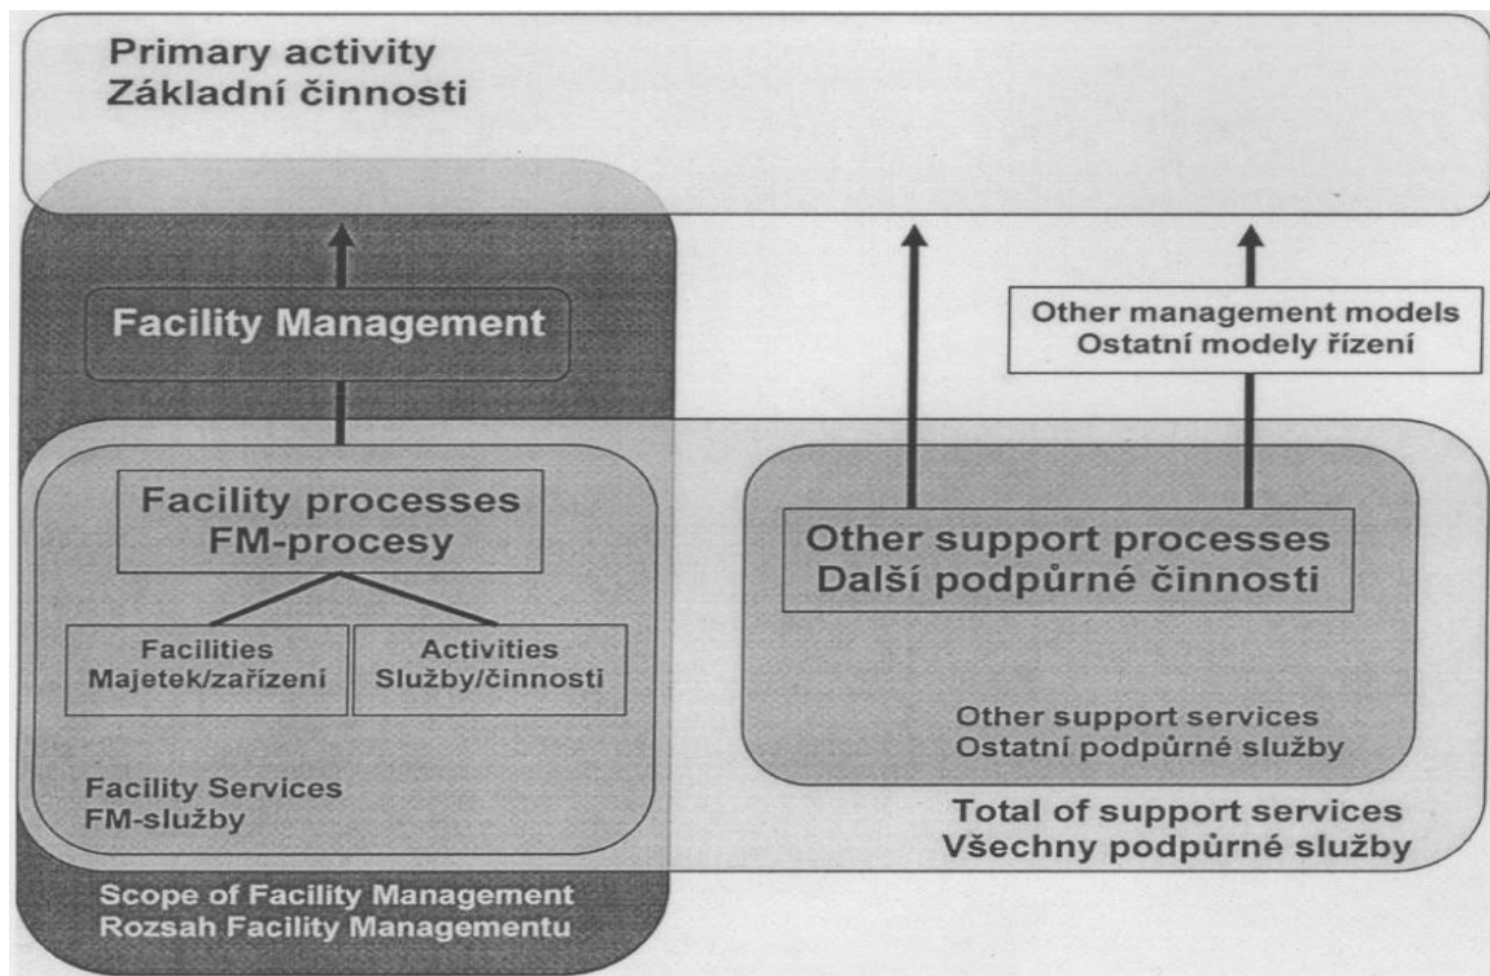 Primary activity
Základní činnosti
Facility Management
Other management models
Ostatní modely řízení
Facility processes
FM-procesy
Other support processes
Další podpůrné činnosti
Facilities
Majetek/zařízení
Activities
Služby/činnosti
Other support services
Ostatní podpůrné služby
Facility Services
FM-služby
Total of support services
Všechny podpůrné služby
Scope of Facility Management
Rozsah Facility Managementu